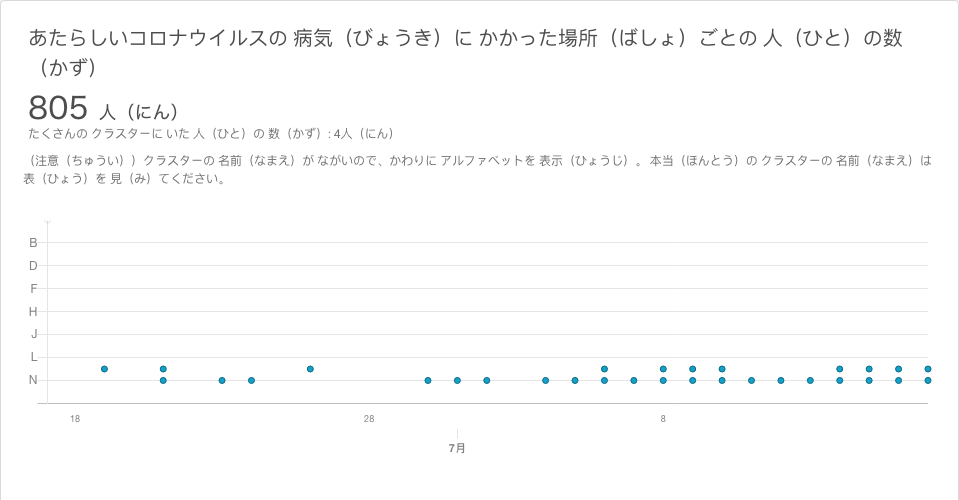 あたらしいコロナウイルスの 病気（びょうき）に かかった場所（ばしょ）ごとの 人（ひと）の数
（かず）
805 人（にん）
たくさんの クラスターに いた 人（ひと）の 数（かず）: 4人（にん）
（注意（ちゅうい））クラスターの 名前（なまえ）が ながいので、かわりに アルファベットを 表示（ひょうじ）。 本当（ほんとう）の クラスターの 名前（なまえ）は
表（ひょう）を 見（み）てください。
B
D
F
H
J
L
N
18 28 8
7月